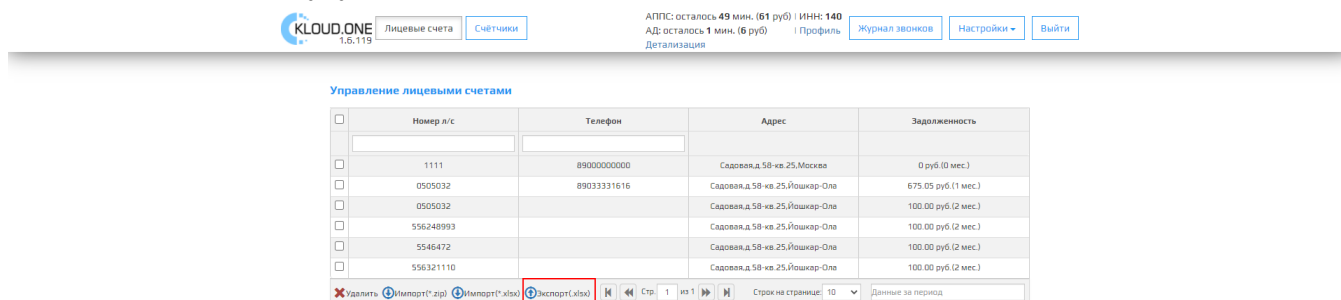 KLOUD.ONE
1.6.119
Лицевые счета
Счётчики
АППС: осталось 49 мин. (61 руб) | ИНН: 140
АД: осталось 1 мин. (6 руб) | Профиль
Детализация
Журнал звонков
Настройки
Выйти
Управление лицевыми счетами
Номер л/с Телефон Адрес Задолженность
1111 89000000000 Садовая,д.58-кв.25,Москва 0 руб.(0 мес.)
0505032 89033331616 Садовая,д.58-кв.25,Йошкар-Ола 675.05 руб.(1 мес.)
0505032 Садовая,д.58-кв.25,Йошкар-Ола 100.00 руб.(2 мес.)
556248993 Садовая,д.58-кв.25,Йошкар-Ола 100.00 руб.(2 мес.)
5546472 Садовая,д.58-кв.25,Йошкар-Ола 100.00 руб.(2 мес.)
556321110 Садовая,д.58-кв.25,Йошкар-Ола 100.00 руб.(2 мес.)
Удалить Импорт(*.zip) Импорт(*.xlsx) Экспорт(.xlsx) Стр. 1 из 1 Строк на странице: 10 Данные за период